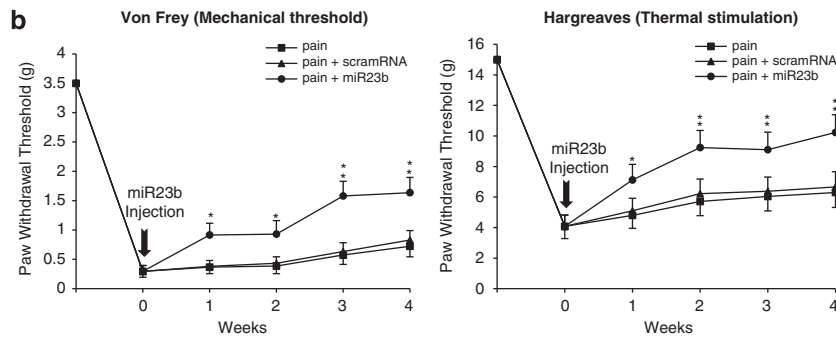 b
Von Frey (Mechanical threshold)
Paw Withdrawal Threshold (g)
4
3.5
3
2.5
2
1.5
1
0.5
0
pain
pain + scramRNA
pain + miR23b
miR23b
Injection
*
*
*
*
*
*
0
1
2
3
4
Weeks
Hargreaves (Thermal stimulation)
Paw Withdrawal Threshold (g)
16
14
12
10
8
6
4
2
0
pain
pain + scramRNA
pain + miR23b
miR23b
Injection
*
*
*
*
*
*
*
0
1
2
3
4
Weeks